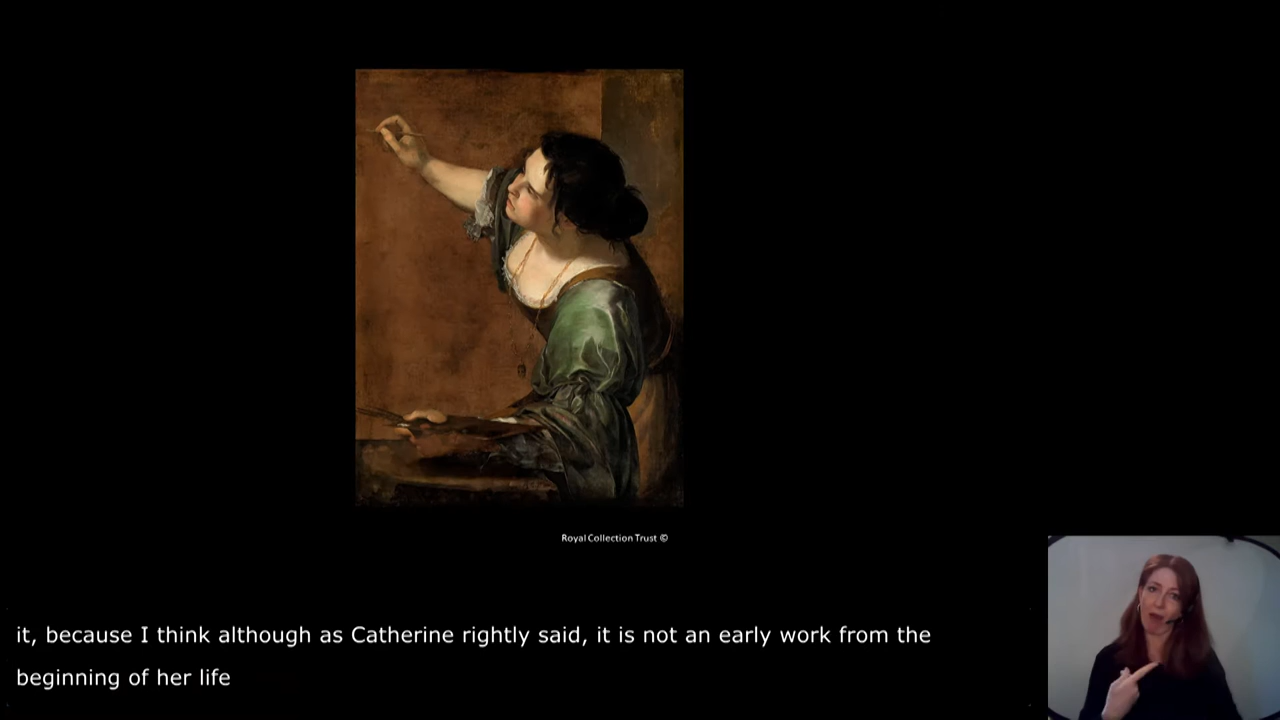 Royal Collection Trust ©
it, because I think although as Catherine rightly said, it is not an early work from the
beginning of her life